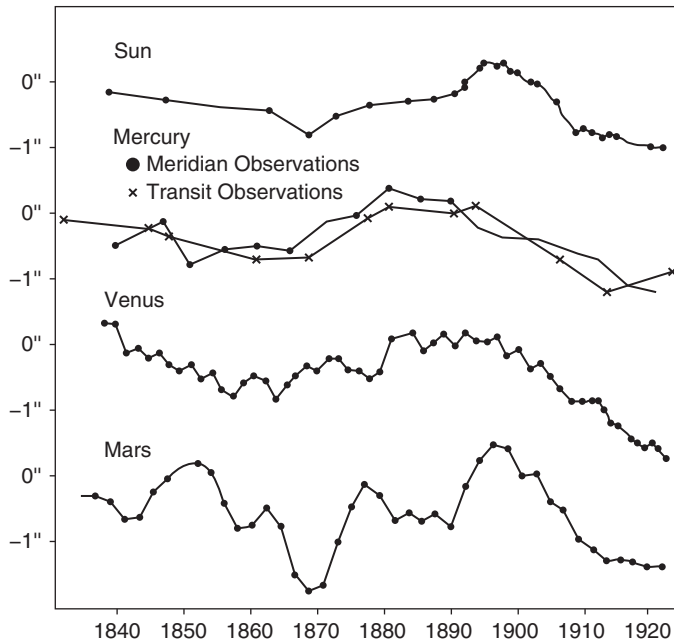 Sun
0"
−1"
Mercury
● Meridian Observations
× Transit Observations
0"
−1"
Venus
0"
−1"
Mars
0"
−1"
1840 1850 1860 1870 1880 1890 1900 1910 1920